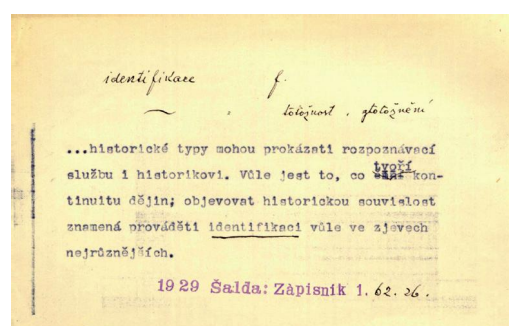 identifikace f.
totožnost, ztotožnění
...historické typy mohou prokázati rozpoznávací
tvoří
službu i historikovi. Vůle jest to, co kon-
tinuitu dějin; objevovat historickou souvislost
znamená prováděti identifikaci vůle ve zjevech
nejrůznějších.
1929 Šalda: Zápisník 1. 62. 26.